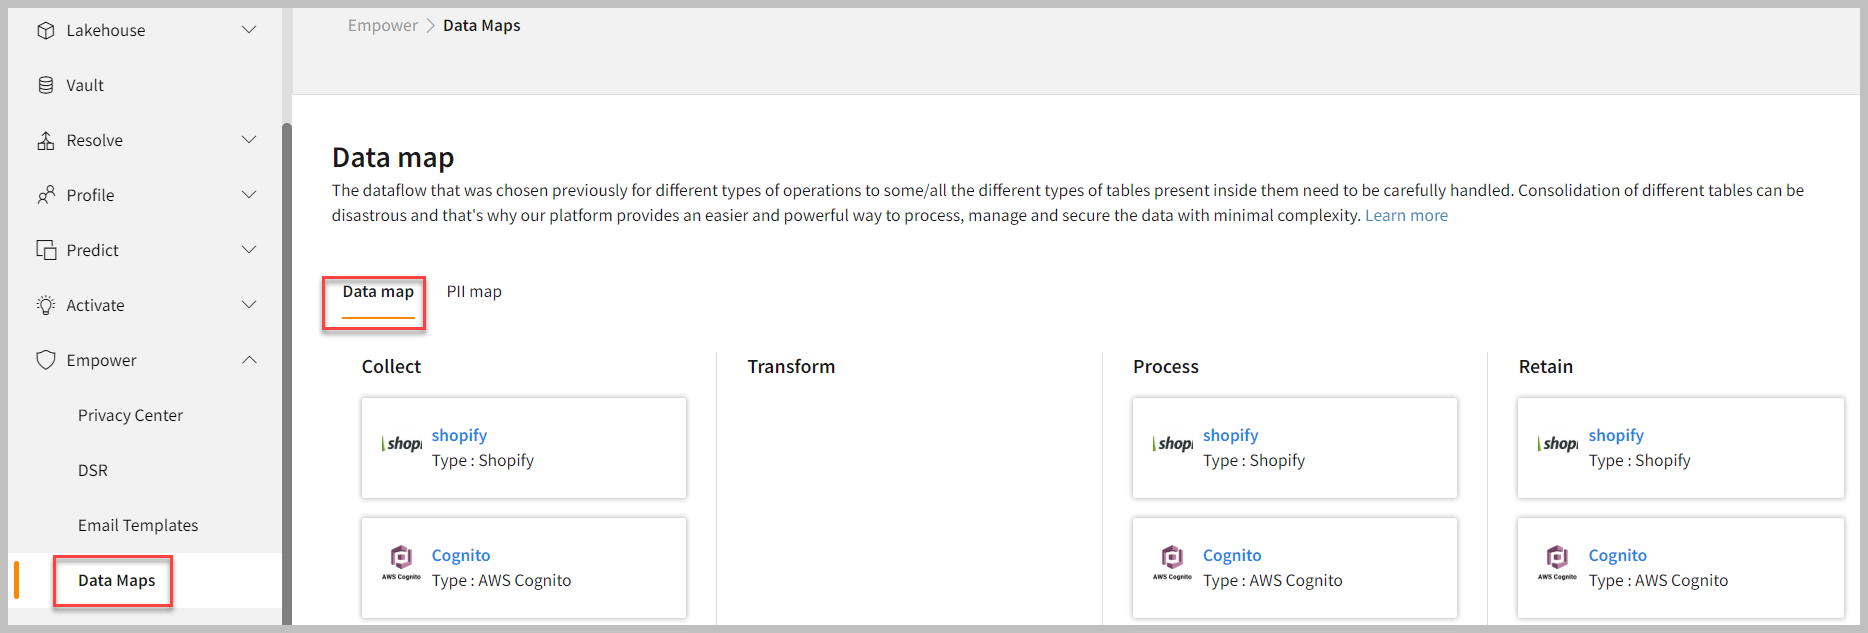 Lakehouse
Vault
Resolve
Profile
Predict
Activate
Empower
Privacy Center
DSR
Email Templates
Data Maps
Empower > Data Maps
Data map
The dataflow that was chosen previously for different types of operations to some/all the different types of tables present inside them need to be carefully handled. Consolidation of different tables can be
disastrous and that's why our platform provides an easier and powerful way to process, manage and secure the data with minimal complexity. Learn more
Data map PII map
Collect
shopi shopify
Type : Shopify
AWS Cognito Cognito
Type : AWS Cognito
Transform
Process
shopi shopify
Type : Shopify
AWS Cognito Cognito
Type : AWS Cognito
Retain
shopi shopify
Type : Shopify
AWS Cognito Cognito
Type : AWS Cognito